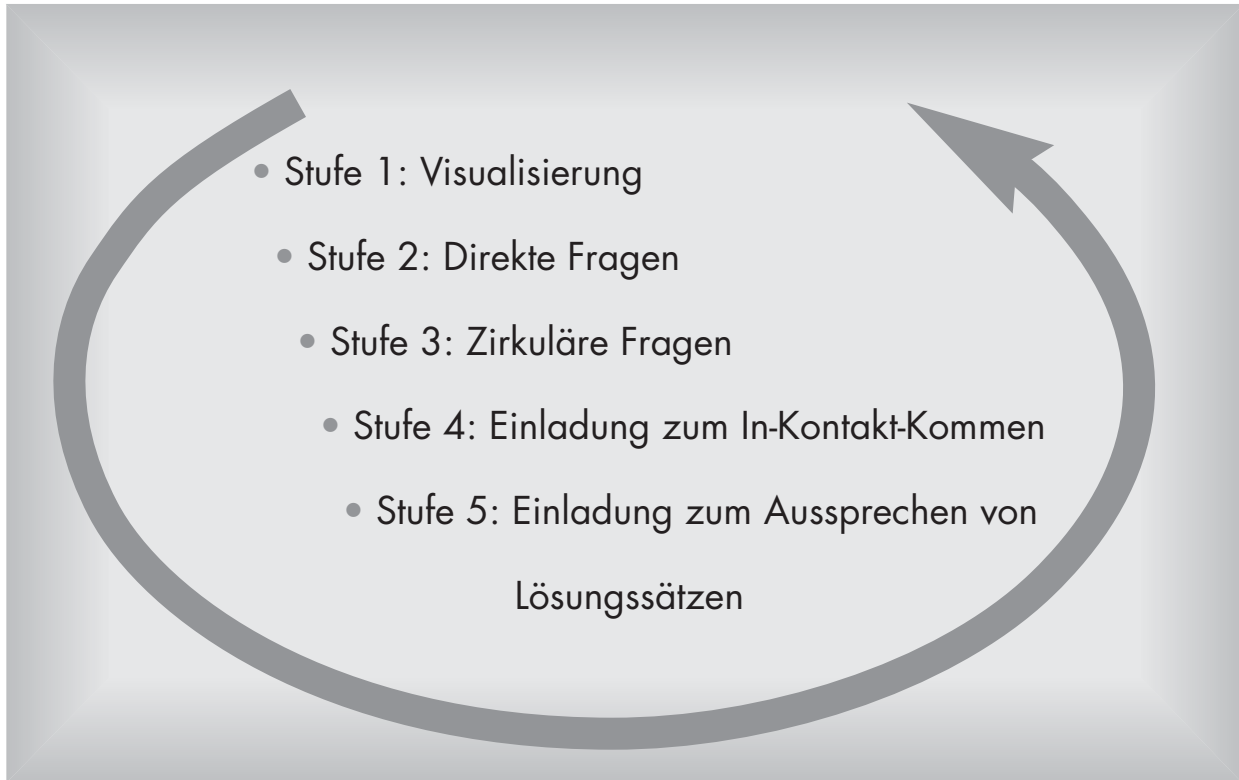 • Stufe 1: Visualisierung
• Stufe 2: Direkte Fragen
• Stufe 3: Zirkuläre Fragen
• Stufe 4: Einladung zum In-Kontakt-Kommen
• Stufe 5: Einladung zum Aussprechen von
Lösungssätzen